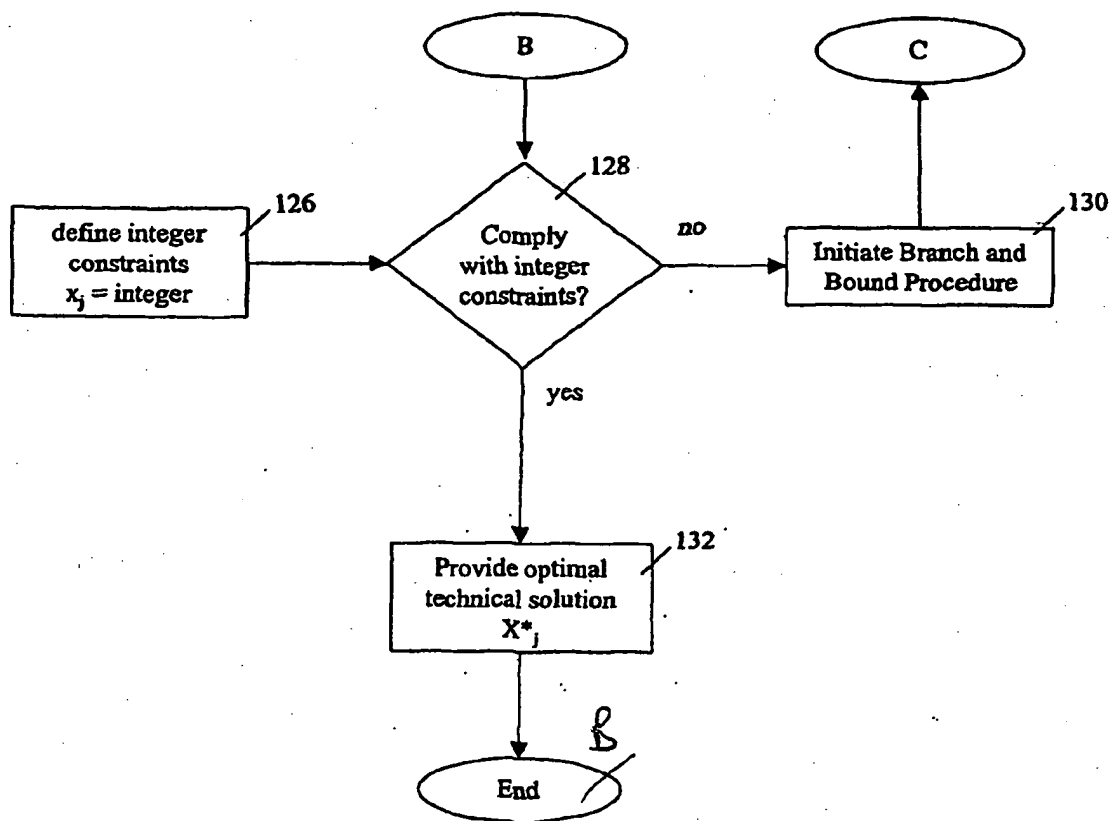 B
C
128
126
130
define integer
constraints
x_j = integer
Comply
with integer
constraints?
no
Initiate Branch and
Bound Procedure
yes
132
Provide optimal
technical solution
X*_j
B
End